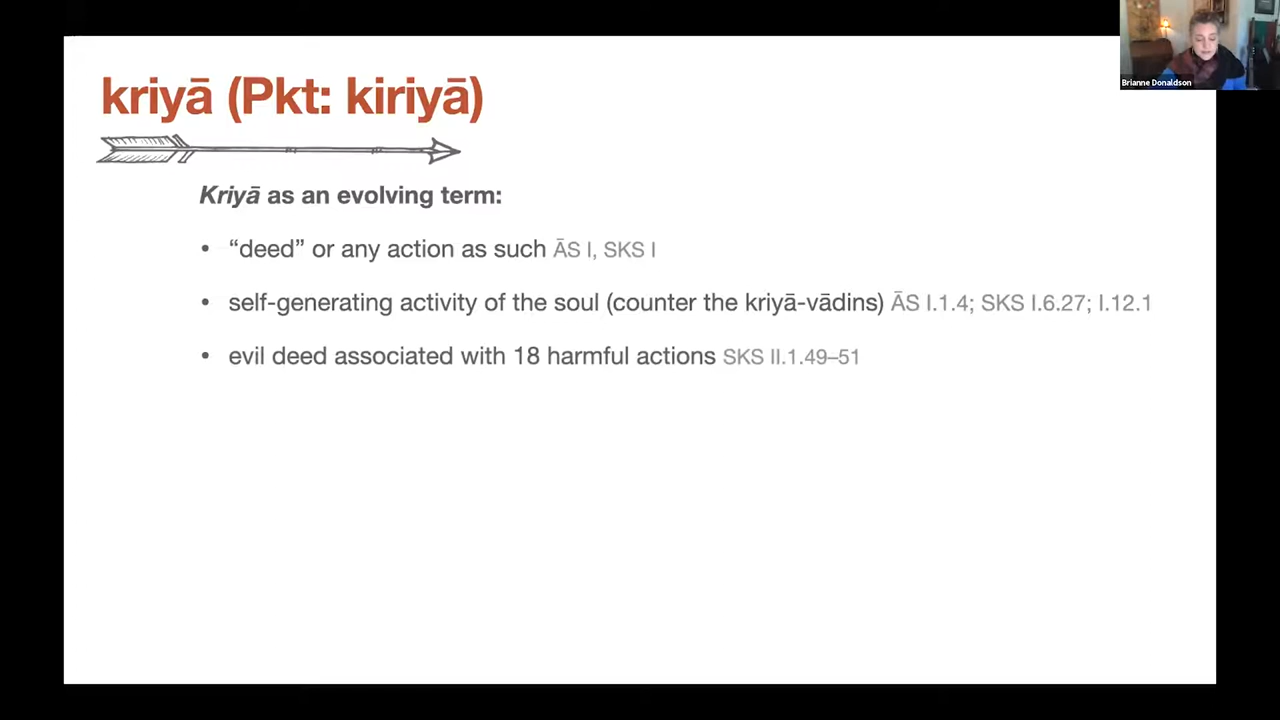 kriyā (Pkt: kiriyā)
Kriyā as an evolving term:
• “deed” or any action as such ĀS I, SKS I
• self-generating activity of the soul (counter the kriyā-vādins) ĀS I.1.4; SKS I.6.27; I.12.1
• evil deed associated with 18 harmful actions SKS II.1.49–51
Brianne Donaldson